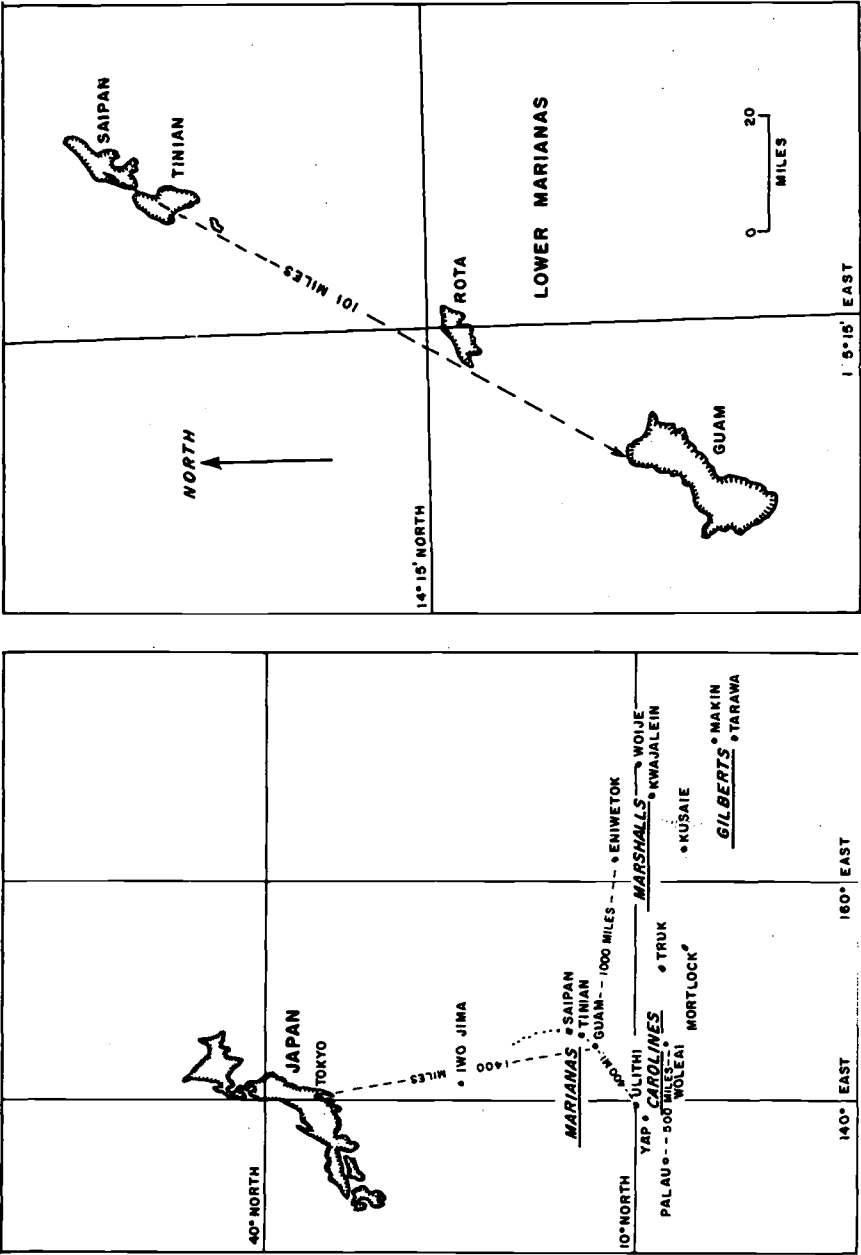 SAIPAN
TINIAN
101 MILES
ROTA
LOWER MARIANAS
NORTH
14° 15' NORTH
GUAM
0 20
MILES
1 5° 15' EAST
40° NORTH
JAPAN
TOKYO
1400 MILES
IWO JIMA
SAIPAN
TINIAN
MARIANAS
GUAM
1000 MILES
ENIWETOK
400 MI
10° NORTH
ULITHI
YAP
CAROLINES
PALAU
500 MILES
WOLEAI
TRUK
MORTLOCK
MARSHALLS
WOIJE
KWAJALEIN
KUSAIE
GILBERTS
MAKIN
TARAWA
140° EAST
160° EAST